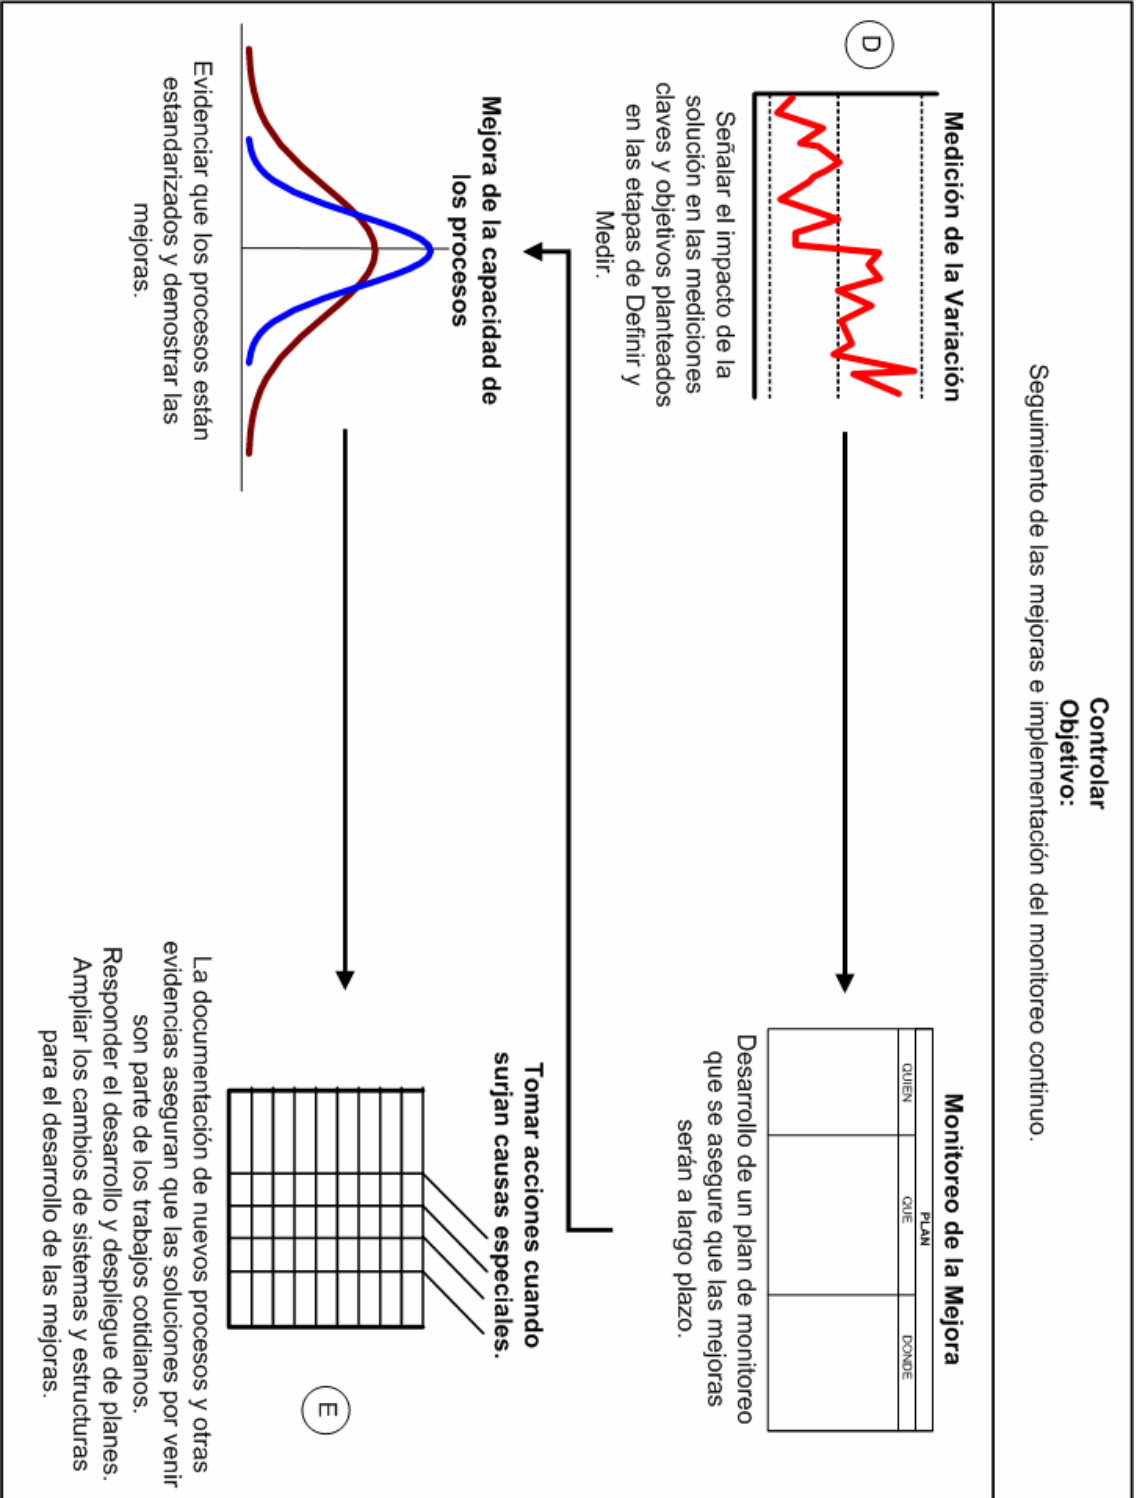 Controlar
Objetivo:
Seguimiento de las mejoras e implementación del monitoreo continuo.
D
Medición de la Variación
Señalar el impacto de la
solución en las mediciones
claves y objetivos planteados
en las etapas de Definir y
Medir.
Monitoreo de la Mejora
PLAN
QUIEN
QUE
DONDE
Desarrollo de un plan de monitoreo
que se asegure que las mejoras
serán a largo plazo.
Mejora de la capacidad de
los procesos
Evidenciar que los procesos están
estandarizados y demostrar las
mejoras.
Tomar acciones cuando
surjan causas especiales.
E
La documentación de nuevos procesos y otras
evidencias aseguran que las soluciones por venir
son parte de los trabajos cotidianos.
Responder el desarrollo y despliegue de planes.
Ampliar los cambios de sistemas y estructuras
para el desarrollo de las mejoras.